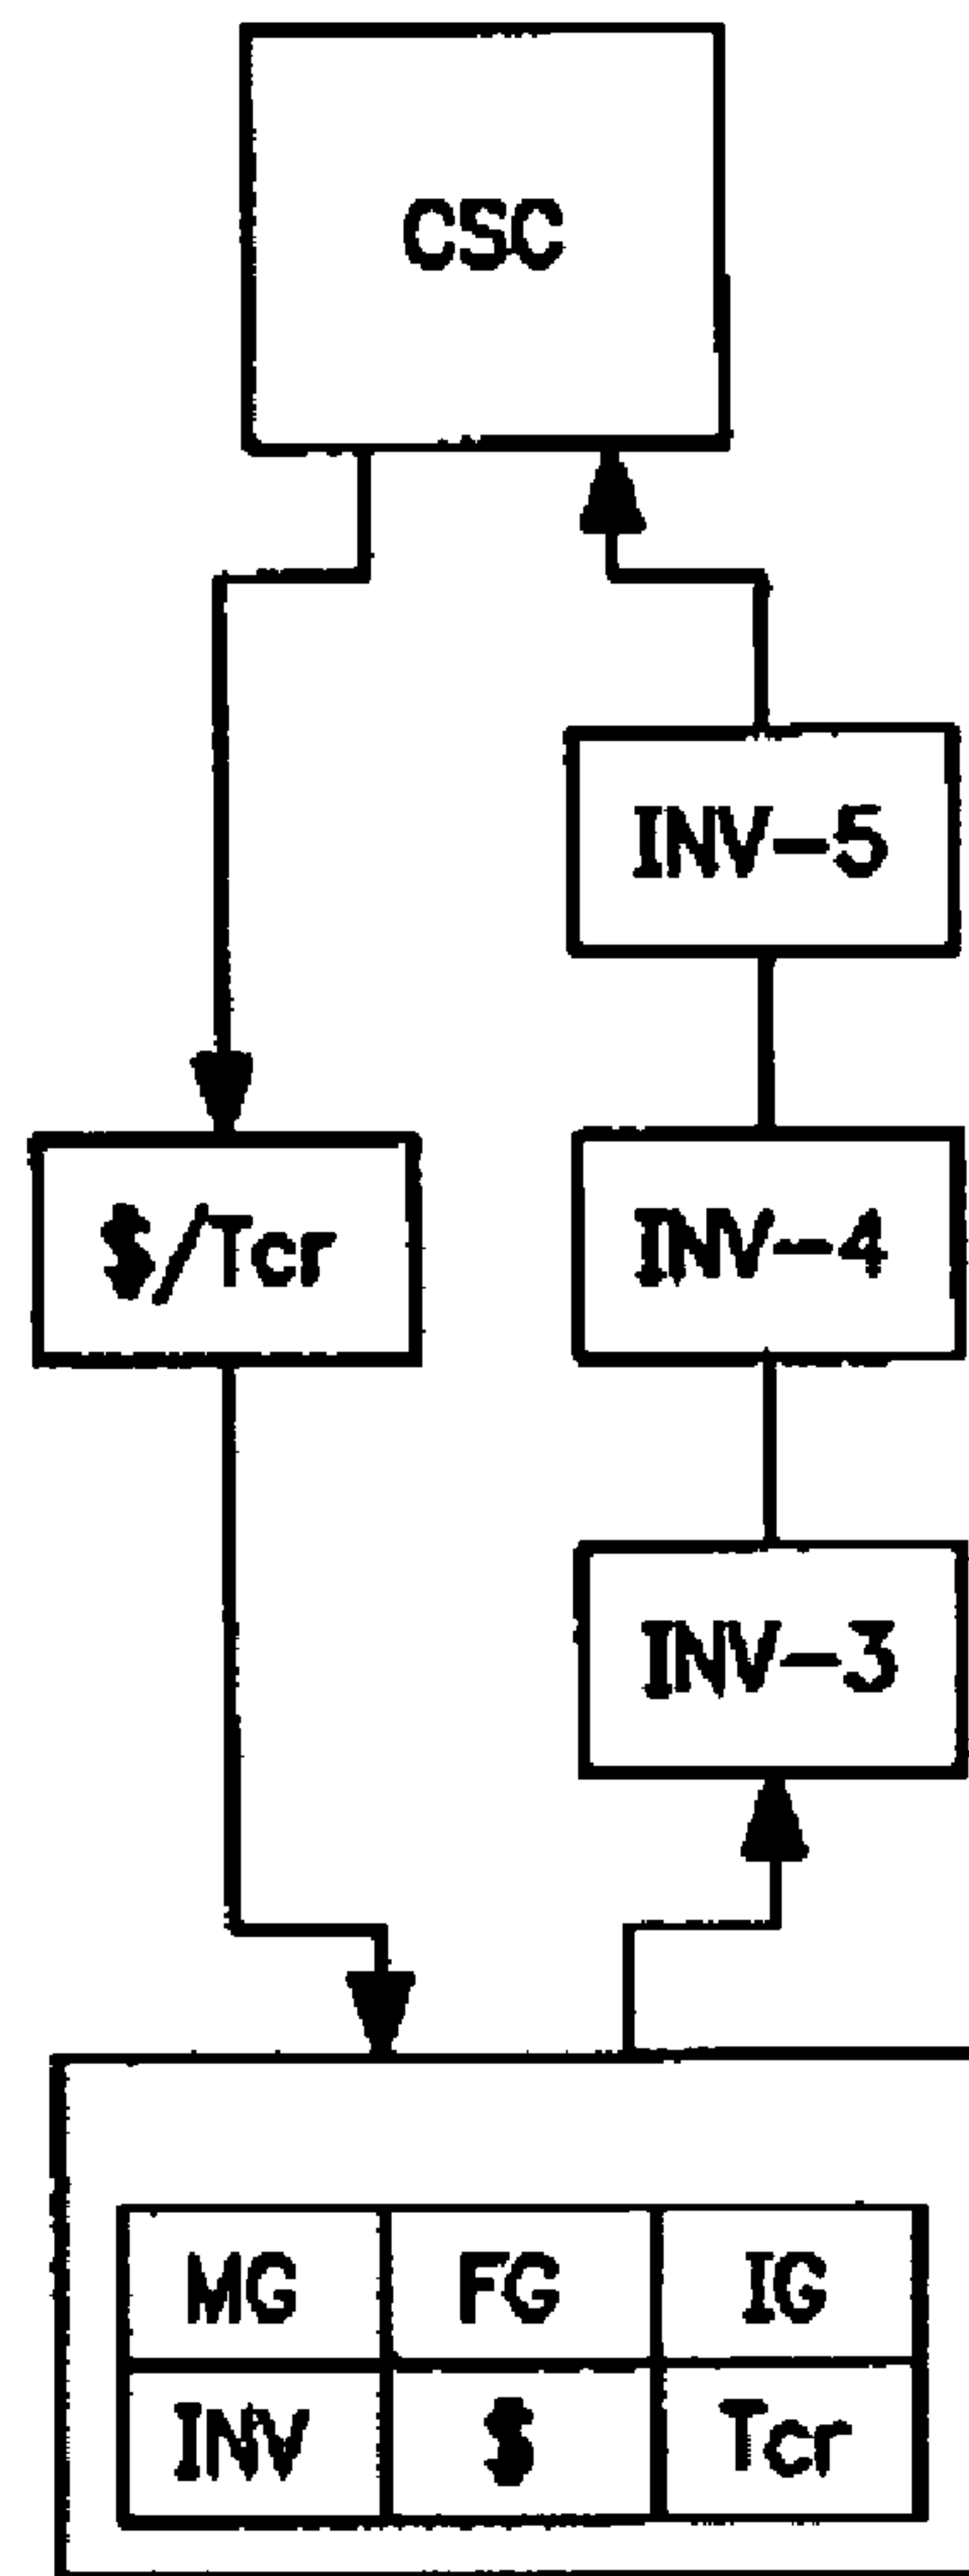 CSC
INV-5
$/Tcr
INV-4
INV-3
MG FG IG
INV $ Tcr